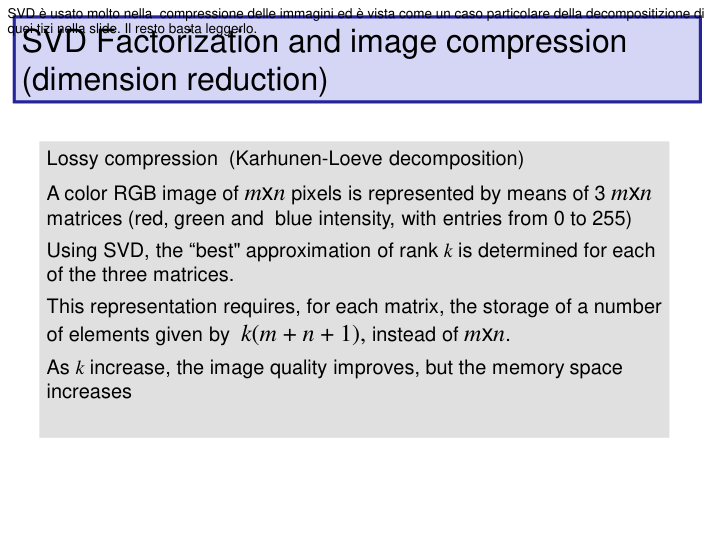 SVD è usato molto nella  compressione delle immagini ed è vista come un caso particolare della decompositizione di
quei tizi nella slide. Il resto basta leggerlo.
SVD Factorization and image compression
(dimension reduction)
Lossy compression  (Karhunen-Loeve decomposition)
A color RGB image of mxn pixels is represented by means of 3 mxn
matrices (red, green and  blue intensity, with entries from 0 to 255)
Using SVD, the “best" approximation of rank k is determined for each
of the three matrices.
This representation requires, for each matrix, the storage of a number
of elements given by  k(m + n + 1), instead of mxn.
As k increase, the image quality improves, but the memory space
increases